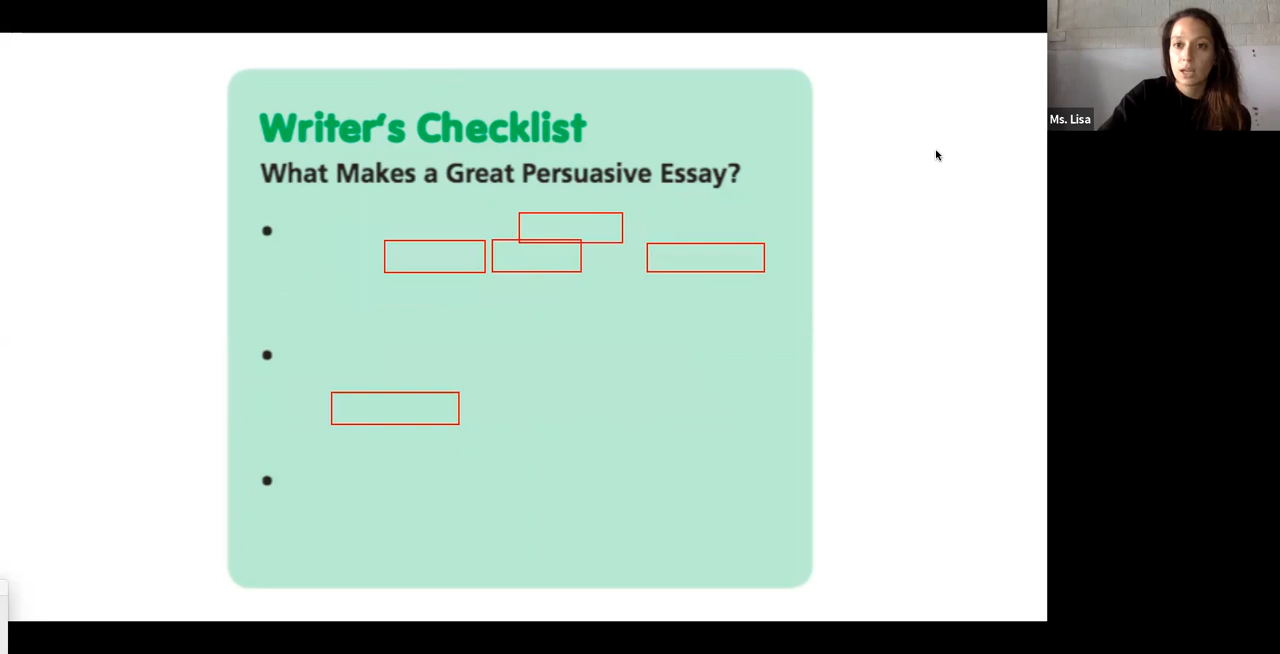 Writer's Checklist
What Makes a Great Persuasive Essay?
•
•
•
Ms. Lisa